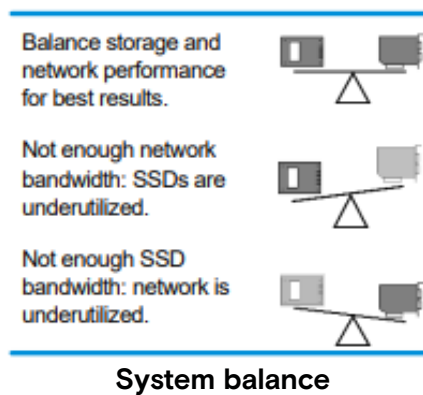 Balance storage and
network performance
for best results.
Not enough network
bandwidth: SSDs are
underutilized.
Not enough SSD
bandwidth: network is
underutilized.
System balance